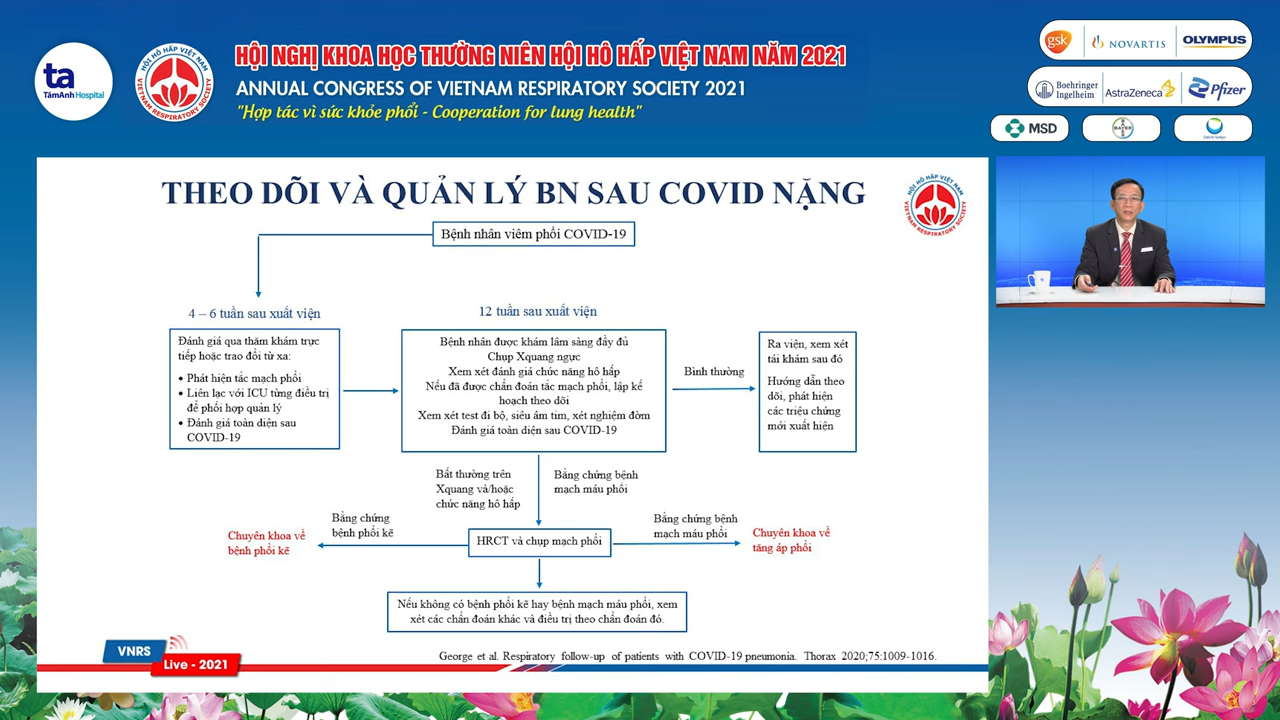 ta
TâmAnh Hospital
HỘI HÔ HẤP VIỆT NAM
VIETNAM RESPIRATORY SOCIETY
HỘI NGHỊ KHOA HỌC THƯỜNG NIÊN HỘI HÔ HẤP VIỆT NAM NĂM 2021
ANNUAL CONGRESS OF VIETNAM RESPIRATORY SOCIETY 2021
"Hợp tác vì sức khỏe phổi - Cooperation for lung health"
gsk
NOVARTIS
OLYMPUS
Boehringer
Ingelheim
AstraZeneca
Pfizer
MSD
BAYER
THEO DÕI VÀ QUẢN LÝ BN SAU COVID NẶNG
HỘI HÔ HẤP VIỆT NAM
VIETNAM RESPIRATORY SOCIETY
Bệnh nhân viêm phổi COVID-19
4 – 6 tuần sau xuất viện
Đánh giá qua thăm khám trực
tiếp hoặc trao đổi từ xa:
• Phát hiện tắc mạch phổi
• Liên lạc với ICU từng điều trị
để phối hợp quản lý
• Đánh giá toàn diện sau
COVID-19
12 tuần sau xuất viện
Bệnh nhân được khám lâm sàng đầy đủ
Chụp Xquang ngực
Xem xét đánh giá chức năng hô hấp
Nếu đã được chẩn đoán tắc mạch phổi, lập kế
hoạch theo dõi
Xem xét test đi bộ, siêu âm tim, xét nghiệm đờm
Đánh giá toàn diện sau COVID-19
Bình thường
Ra viện, xem xét
tái khám sau đó
Hướng dẫn theo
dõi, phát hiện
các triệu chứng
mới xuất hiện
Bất thường trên
Xquang và/hoặc
chức năng hô hấp
Bằng chứng bệnh
mạch máu phổi
Chuyên khoa về
bệnh phổi kẽ
Bằng chứng
bệnh phổi kẽ
HRCT và chụp mạch phổi
Bằng chứng bệnh
mạch máu phổi
Chuyên khoa về
tăng áp phổi
Nếu không có bệnh phổi kẽ hay bệnh mạch máu phổi, xem
xét các chẩn đoán khác và điều trị theo chẩn đoán đó.
George et al. Respiratory follow-up of patients with COVID-19 pneumonia. Thorax 2020;75:1009-1016.
VNRS
Live - 2021